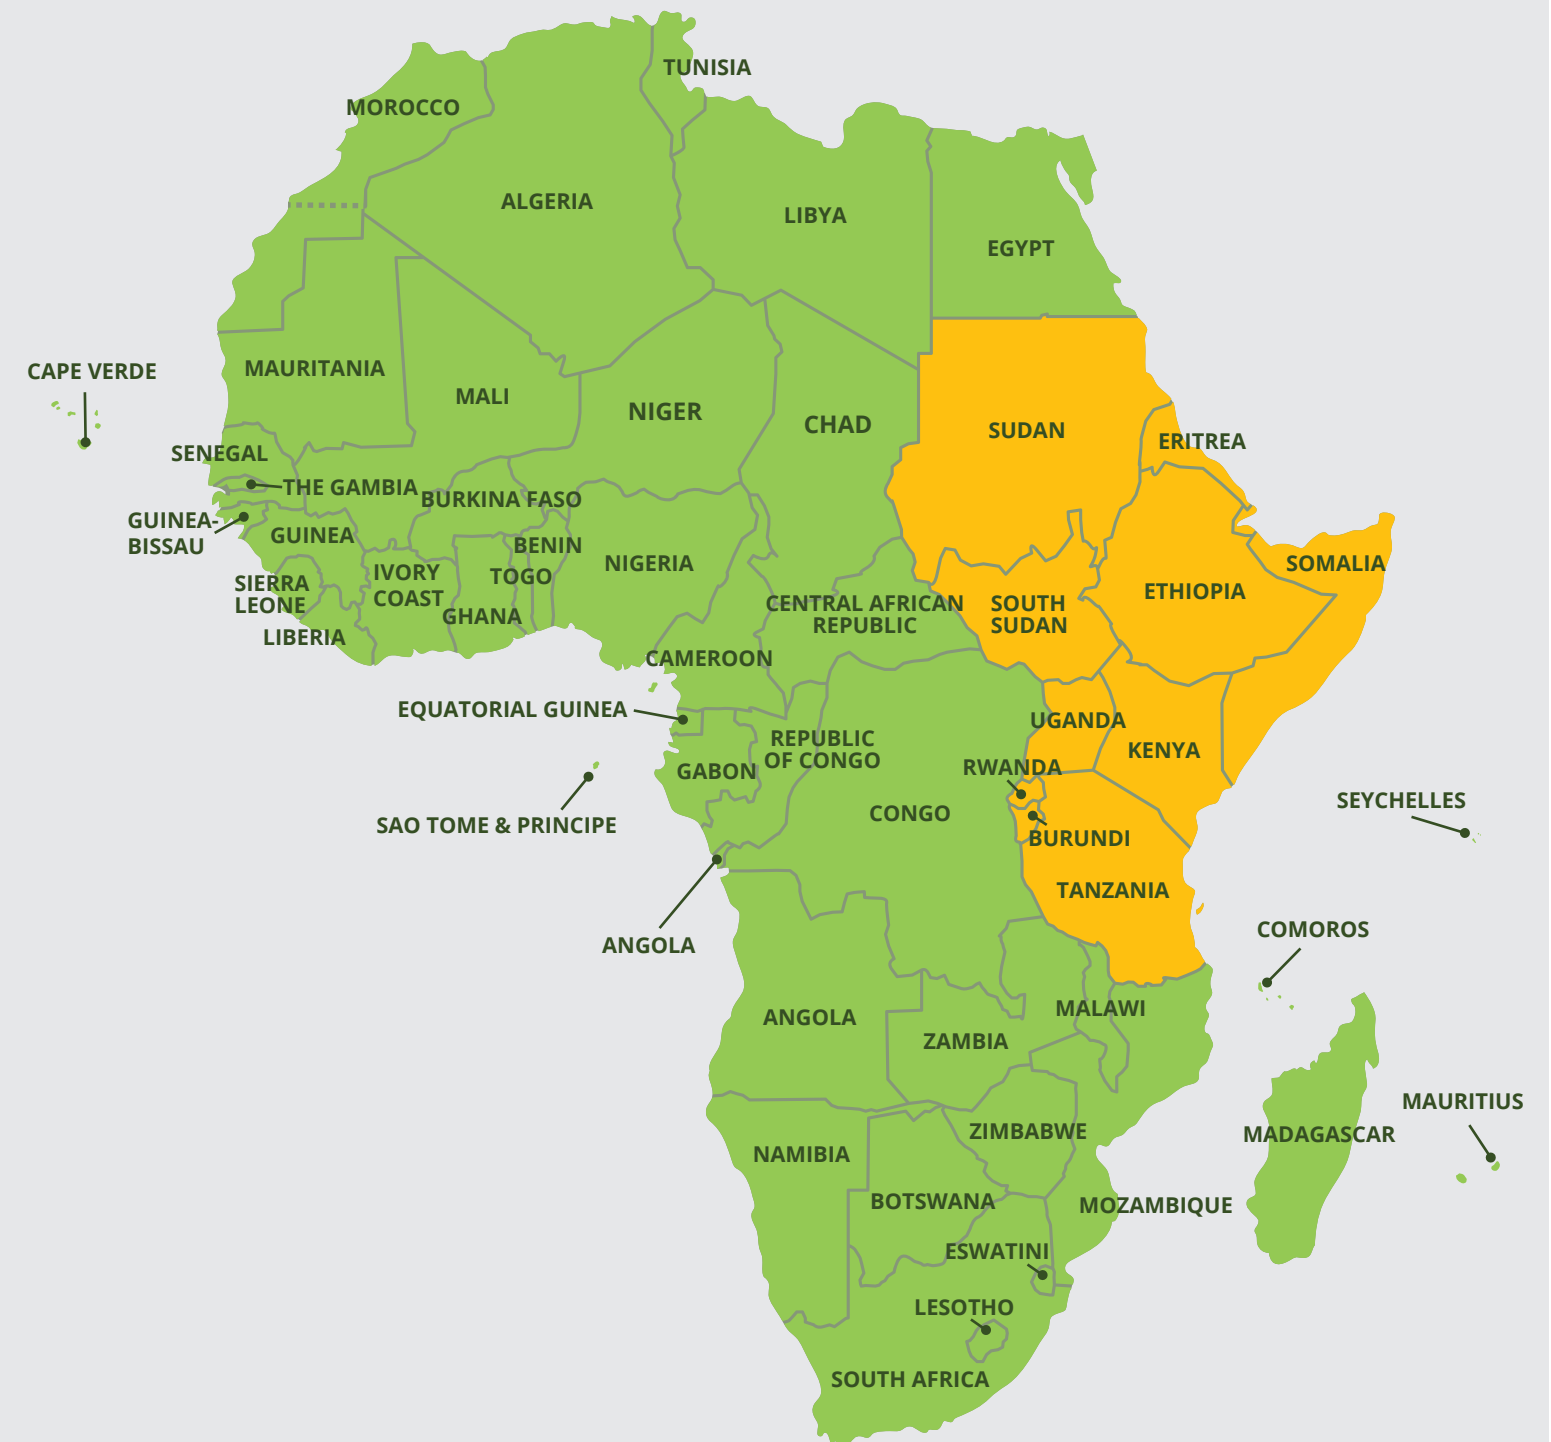 TUNISIA
MOROCCO
ALGERIA
LIBYA
EGYPT
CAPE VERDE
MAURITANIA
MALI
NIGER
CHAD
SUDAN
ERITREA
SENEGAL
THE GAMBIA
BURKINA FASO
GUINEA-
BISSAU
GUINEA
BENIN
NIGERIA
SOMALIA
SIERRA
LEONE
IVORY
COAST
TOGO
GHANA
ETHIOPIA
CENTRAL AFRICAN
REPUBLIC
SOUTH
SUDAN
LIBERIA
CAMEROON
EQUATORIAL GUINEA
UGANDA
REPUBLIC
OF CONGO
KENYA
GABON
RWANDA
SAO TOME & PRINCIPE
CONGO
SEYCHELLES
BURUNDI
TANZANIA
ANGOLA
COMOROS
ANGOLA
MALAWI
ZAMBIA
MAURITIUS
NAMIBIA
ZIMBABWE
MADAGASCAR
BOTSWANA
MOZAMBIQUE
ESWATINI
LESOTHO
SOUTH AFRICA